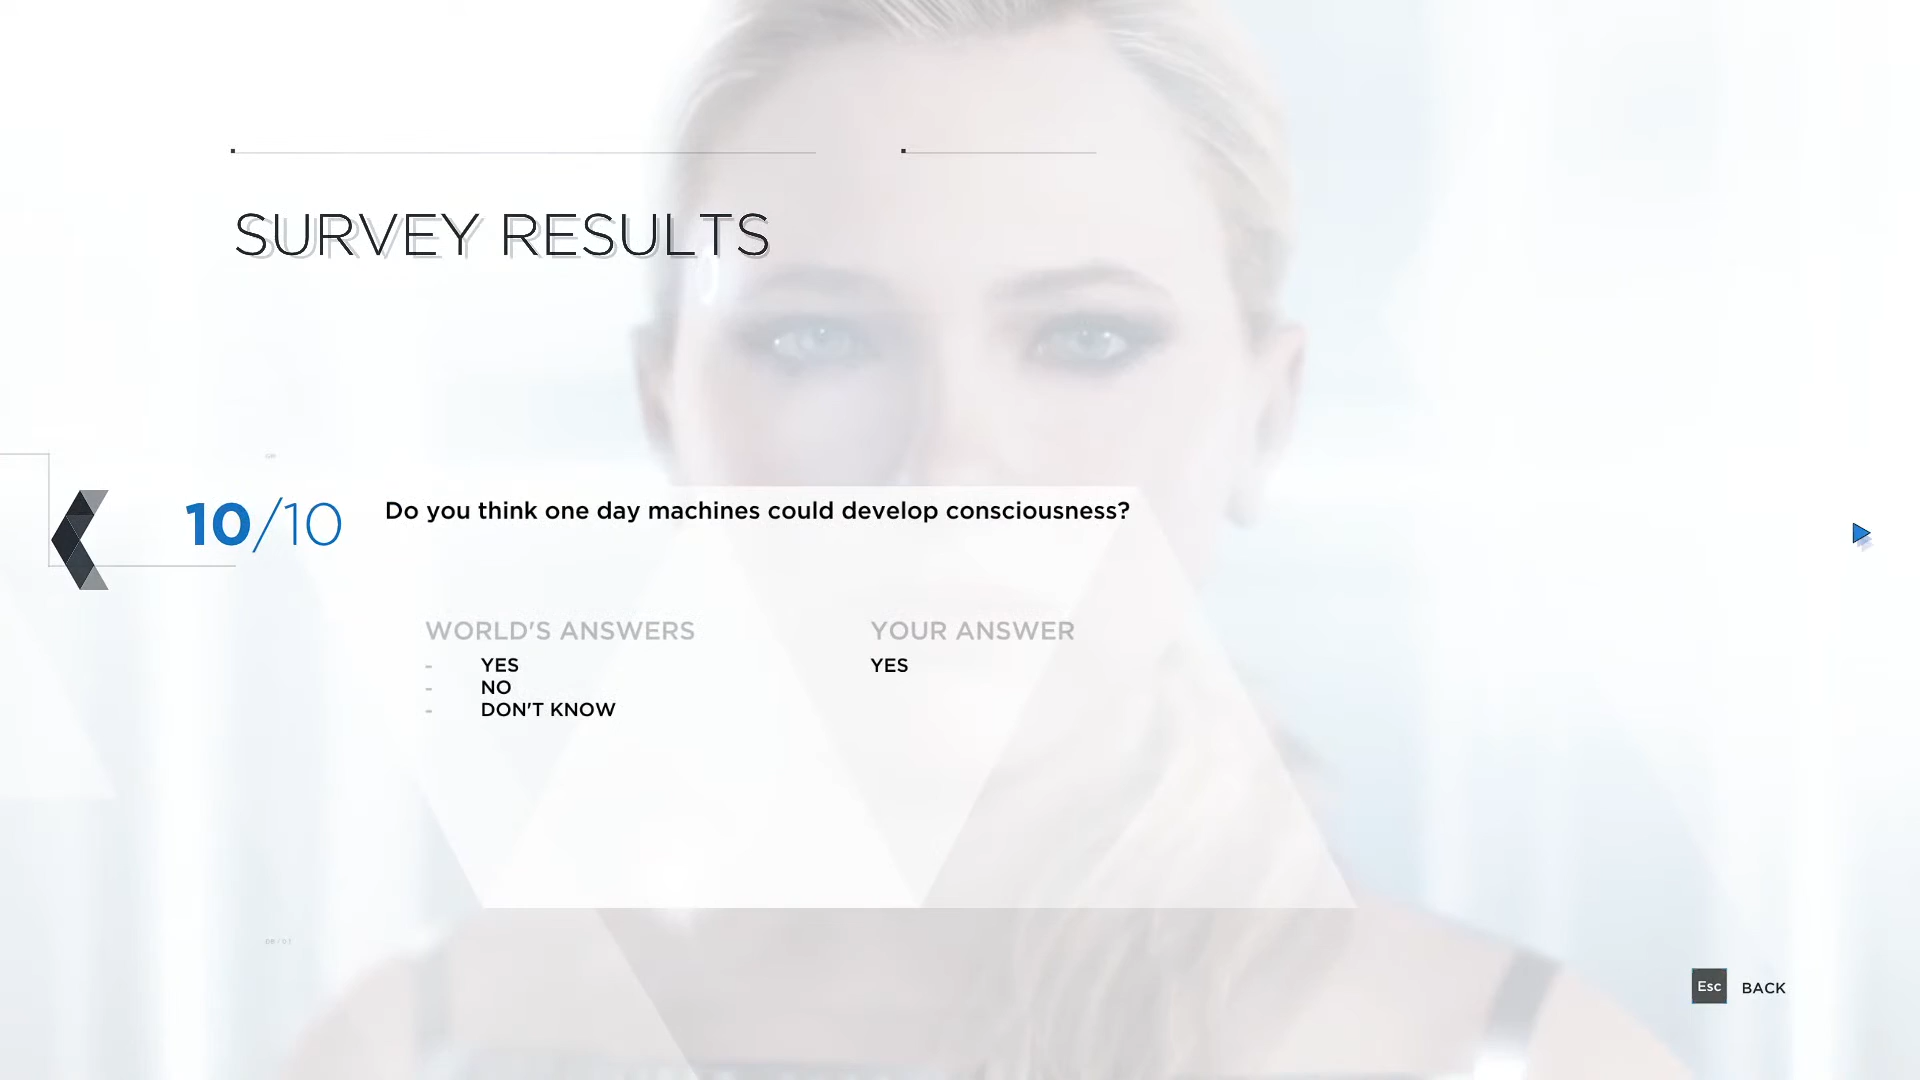 SURVEY RESULTS
10/10
Do you think one day machines could develop consciousness?
WORLD'S ANSWERS
- YES
- NO
- DON'T KNOW
YOUR ANSWER
YES
Esc BACK